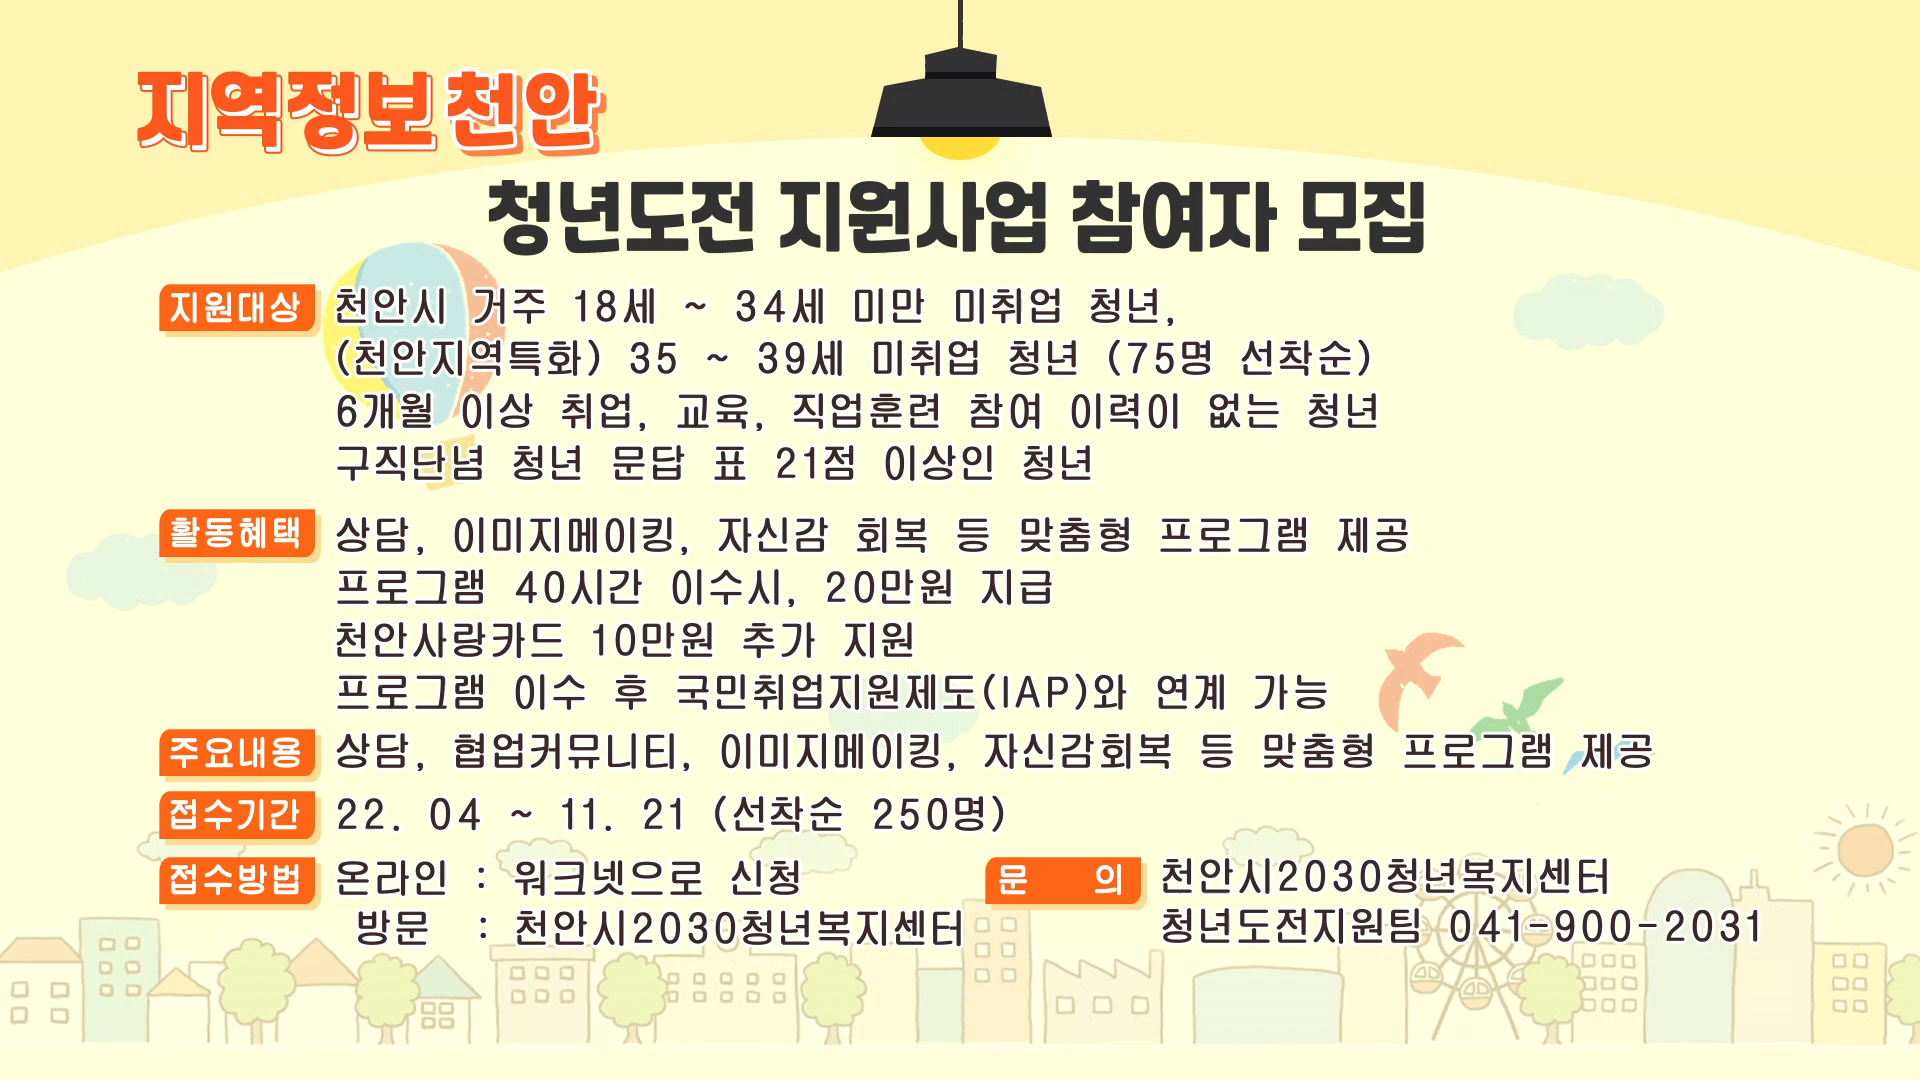 지역정보 천안
청년도전 지원사업 참여자 모집
지원대상 천안시 거주 18세 ~ 34세 미만 미취업 청년,
(천안지역특화) 35 ~ 39세 미취업 청년 (75명 선착순)
6개월 이상 취업, 교육, 직업훈련 참여 이력이 없는 청년
구직단념 청년 문답 표 21점 이상인 청년
활동혜택 상담, 이미지메이킹, 자신감 회복 등 맞춤형 프로그램 제공
프로그램 40시간 이수시, 20만원 지급
천안사랑카드 10만원 추가 지원
프로그램 이수 후 국민취업지원제도(IAP)와 연계 가능
주요내용 상담, 협업커뮤니티, 이미지메이킹, 자신감회복 등 맞춤형 프로그램 제공
접수기간 22. 04 ~ 11. 21 (선착순 250명)
접수방법 온라인 : 워크넷으로 신청
방문 : 천안시2030청년복지센터
문 의 천안시2030청년복지센터
청년도전지원팀 041-900-2031